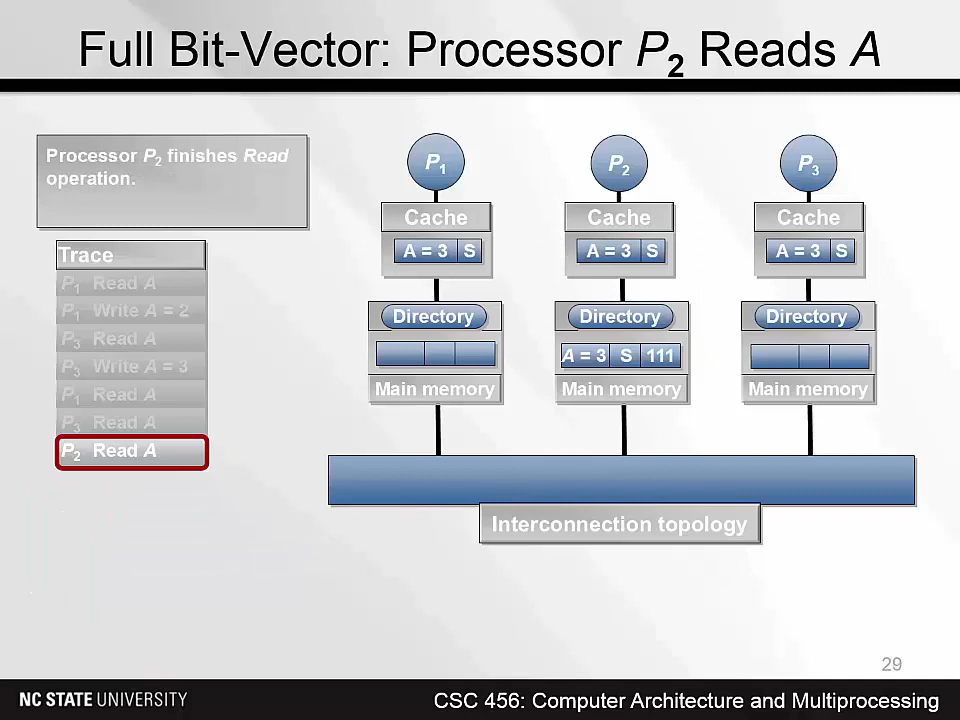 Full Bit-Vector: Processor P2 Reads A
Processor P2 finishes Read
operation.
Trace
P1 Read A
P1 Write A = 2
P3 Read A
P3 Write A = 3
P1 Read A
P3 Read A
P2 Read A
P1 P2 P3
Cache Cache Cache
A = 3 S A = 3 S A = 3 S
Directory Directory Directory
A = 3 S 111
Main memory Main memory Main memory
Interconnection topology
29
NC STATE UNIVERSITY
CSC 456: Computer Architecture and Multiprocessing